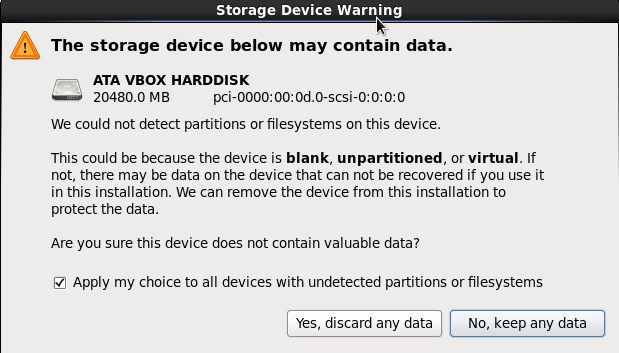 Storage Device Warning
The storage device below may contain data.
ATA VBOX HARDDISK
20480.0 MB pci-0000:00:0d.0-scsi-0:0:0:0
We could not detect partitions or filesystems on this device.
This could be because the device is blank, unpartitioned, or virtual. If
not, there may be data on the device that can not be recovered if you use it
in this installation. We can remove the device from this installation to
protect the data.
Are you sure this device does not contain valuable data?
Apply my choice to all devices with undetected partitions or filesystems
Yes, discard any data No, keep any data